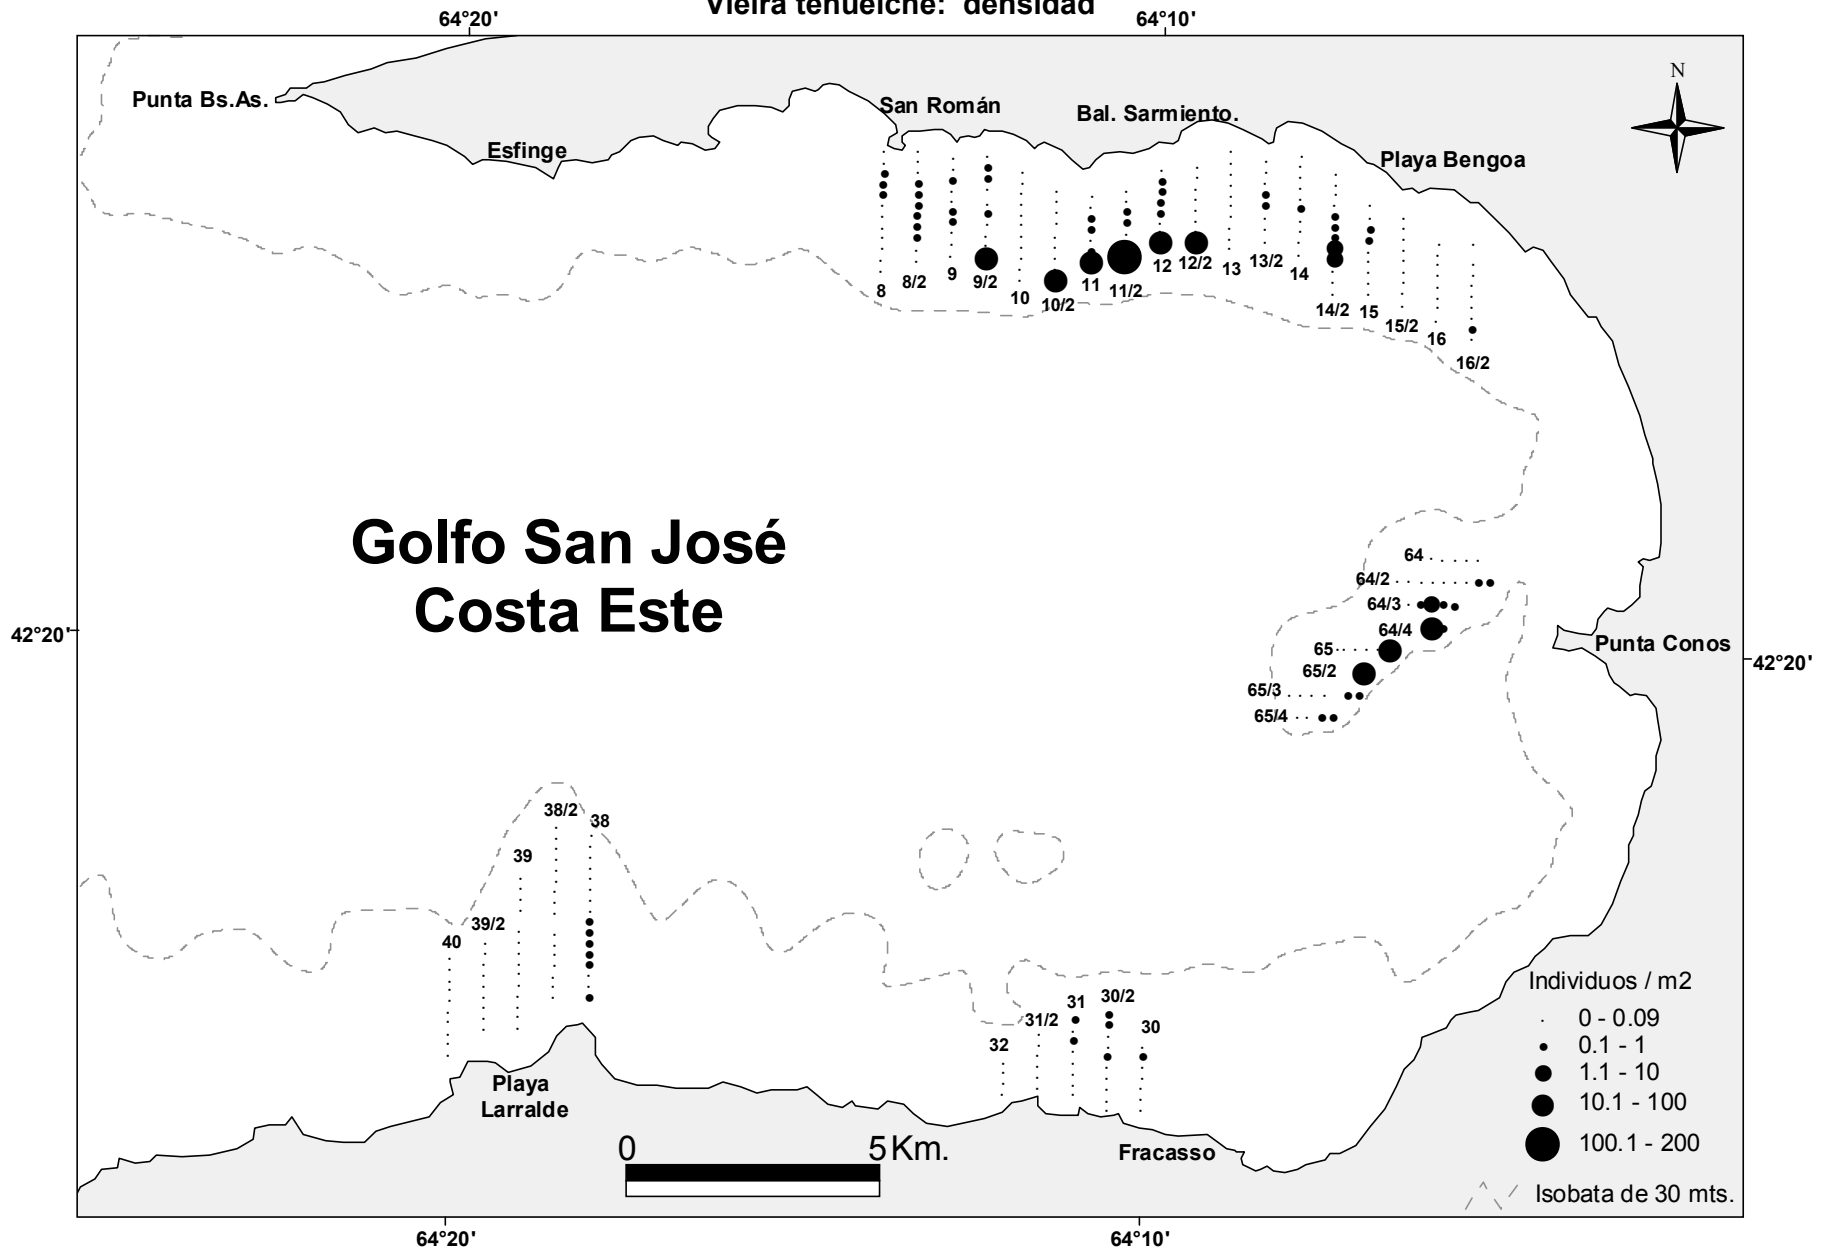 Vieira tehuelche: densidad
64°20'
64°10'
N
Punta Bs.As.
San Román
Bal. Sarmiento.
Esfinge
Playa Bengoa
8
8/2
9
9/2
10
10/2
11
11/2
12
12/2
13
13/2
14
14/2
15
15/2
16
16/2
Golfo San José
Costa Este
64
64/2
64/3
64/4
65
65/2
65/3
65/4
42°20'
Punta Conos
42°20'
38/2
38
39
39/2
40
31/2
31
30/2
30
32
Playa
Larralde
Fracasso
0
5 Km.
Individuos / m2
0 - 0.09
0.1 - 1
1.1 - 10
10.1 - 100
100.1 - 200
Isobata de 30 mts.
64°20'
64°10'